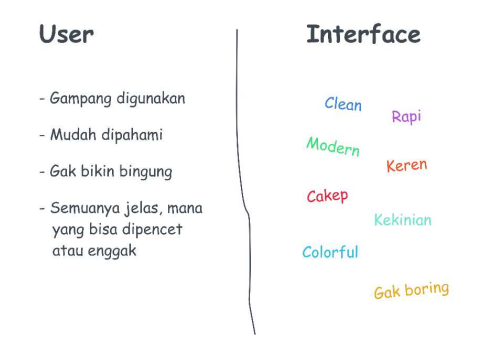 User
- Gampang digunakan
- Mudah dipahami
- Gak bikin bingung
- Semuanya jelas, mana
yang bisa dipencet
atau enggak
Interface
Clean
Rapi
Modern
Keren
Cakep
Kekinian
Colorful
Gak boring